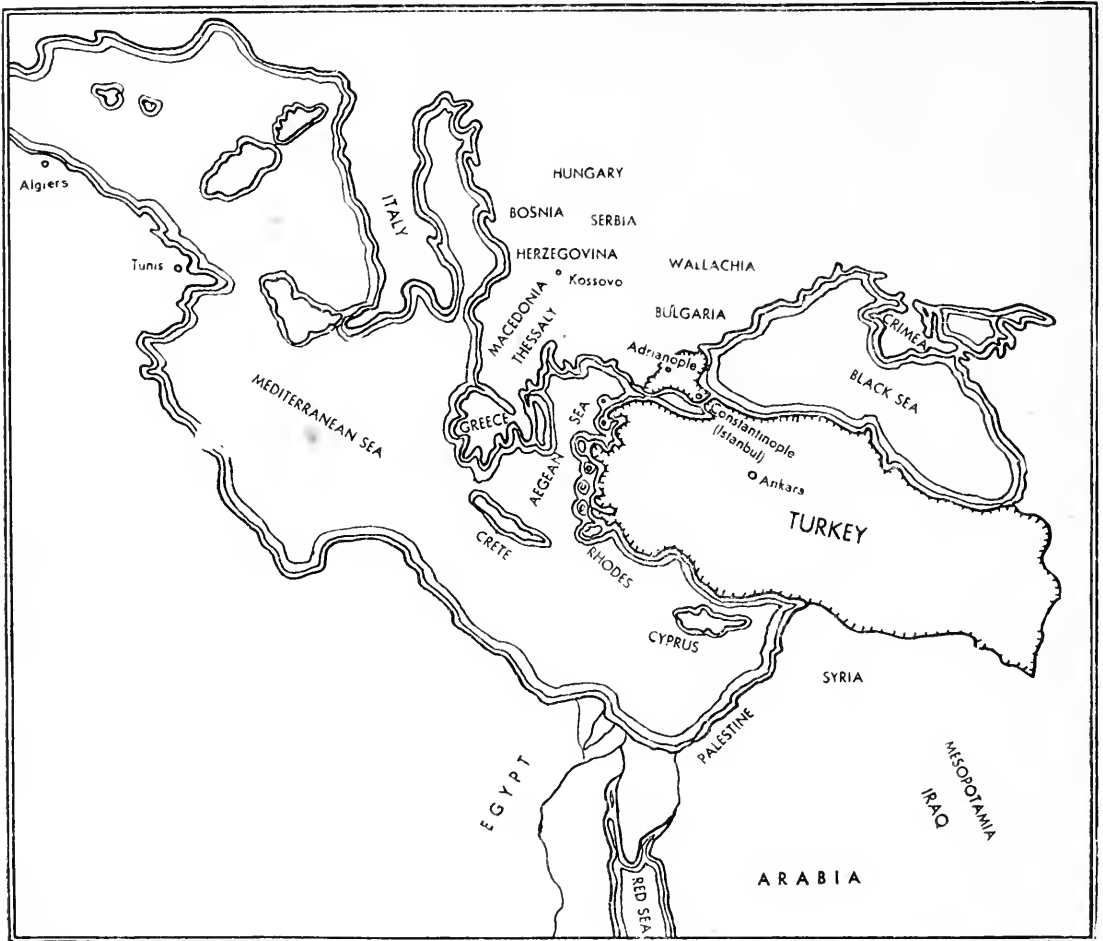 Algiers
Tunis
ITALY
HUNGARY
BOSNIA
SERBIA
HERZEGOVINA
Kossovo
WALLACHIA
MACEDONIA
THESSALY
BULGARIA
Adrianople
CRIMEA
BLACK SEA
MEDITERRANEAN SEA
GREECE
AEGEAN SEA
Constantinople
(Istanbul)
Ankara
TURKEY
CRETE
RHODES
CYPRUS
SYRIA
PALESTINE
EGYPT
MESOPOTAMIA
IRAQ
ARABIA
RED SEA